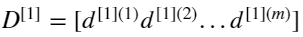 D^{[1]} = [d^{[1](1)} d^{[1](2)} … d^{[1](m)}]